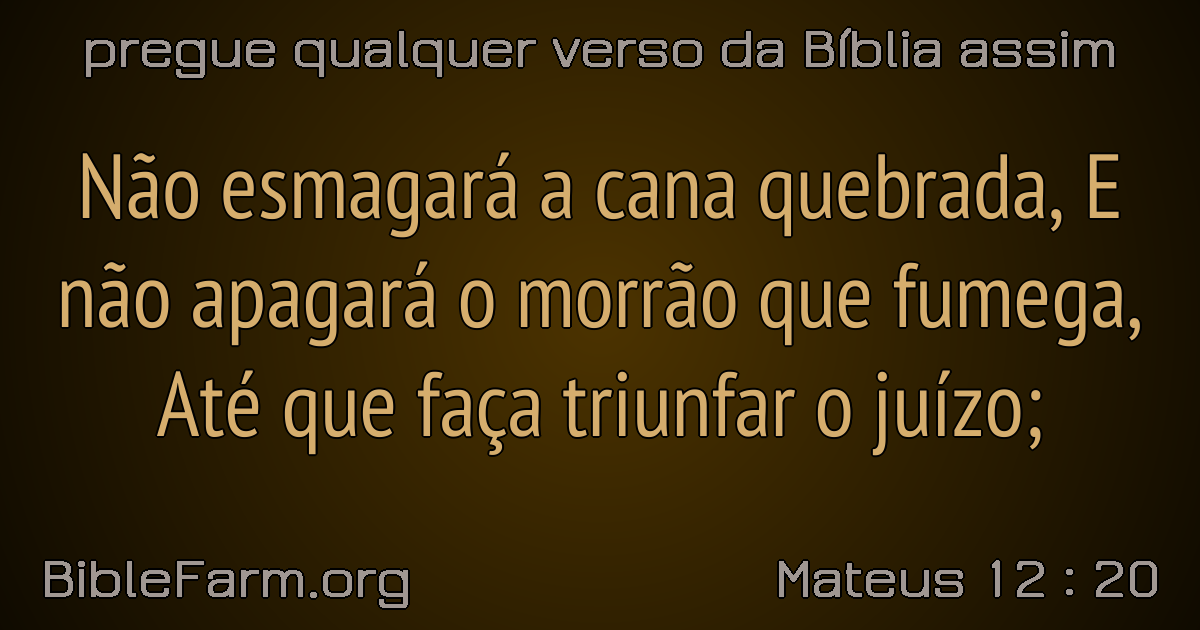 pregue qualquer verso da Bíblia assim
Não esmagará a cana quebrada, E
não apagará o morrão que fumega,
Até que faça triunfar o juízo;
BibleFarm.org
Mateus 12 : 20